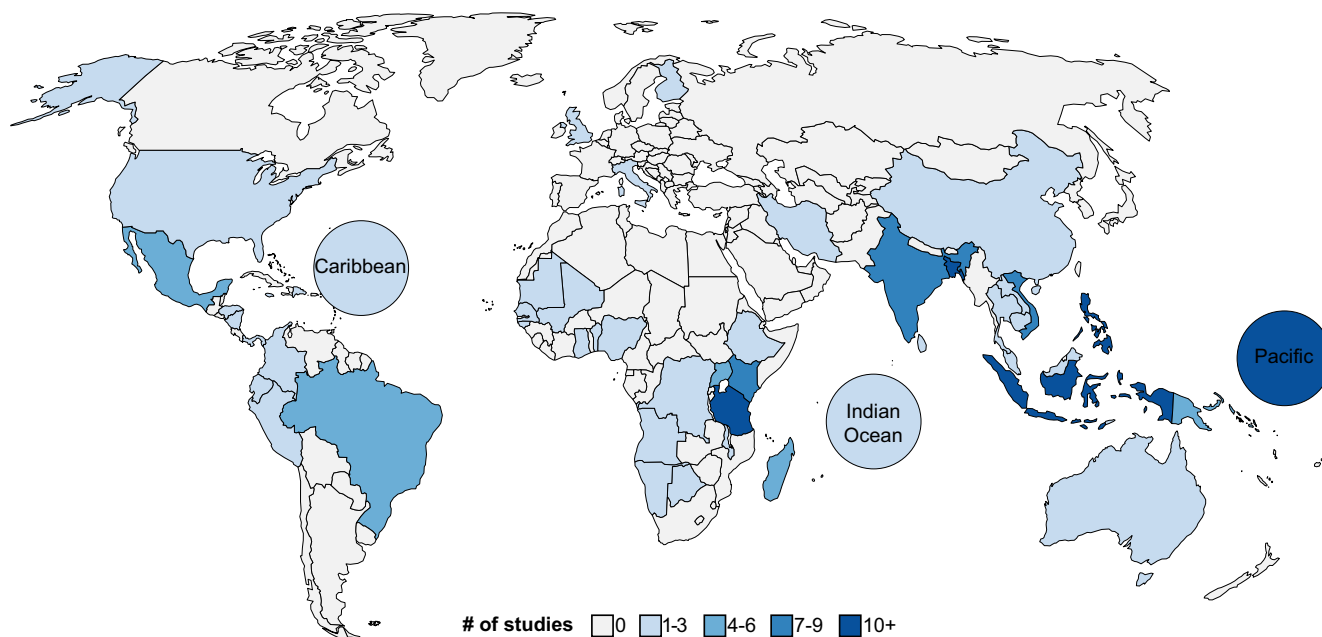 Caribbean
Pacific
Indian
Ocean
# of studies 0 1-3 4-6 7-9 10+